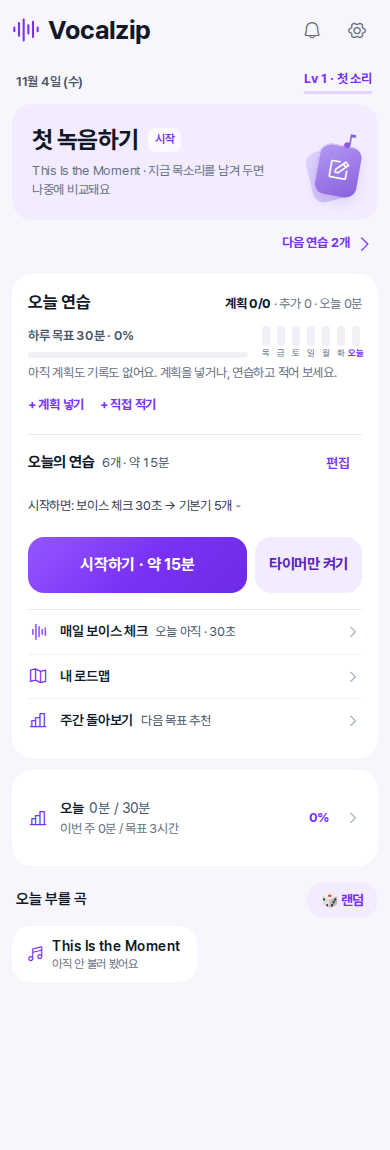 Vocalzip
11월 4일 (수)
Lv 1 · 첫 소리
첫 녹음하기 시작
This Is the Moment · 지금 목소리를 남겨 두면
나중에 비교돼요
다음 연습 2개
오늘 연습
계획 0/0 · 추가 0 · 오늘 0분
하루 목표 30분 · 0%
목 금 토 일 월 화 오늘
아직 계획도 기록도 없어요. 계획을 넣거나, 연습하고 적어 보세요.
+ 계획 넣기 + 직접 적기
오늘의 연습 6개 · 약 15분 편집
시작하면: 보이스 체크 30초 → 기본기 5개
시작하기 · 약 15분
타이머만 켜기
매일 보이스 체크 오늘 아직 · 30초
내 로드맵
주간 돌아보기 다음 목표 추천
오늘 0분 / 30분
이번 주 0분 / 목표 3시간
0%
오늘 부를 곡
🎲 랜덤
This Is the Moment
아직 안 불러 봤어요